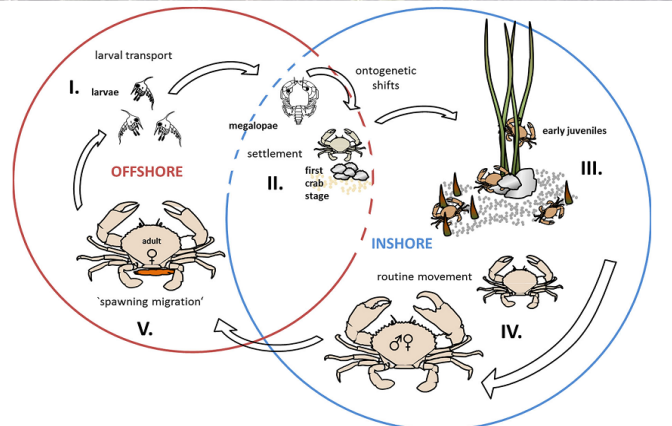 larval transport
I.
larvae
OFFSHORE
megalopae
ontogenetic
shifts
settlement
II.
first
crab
stage
early juveniles
III.
INSHORE
routine movement
IV.
♂♀
adult
♀
`spawning migration‘
V.